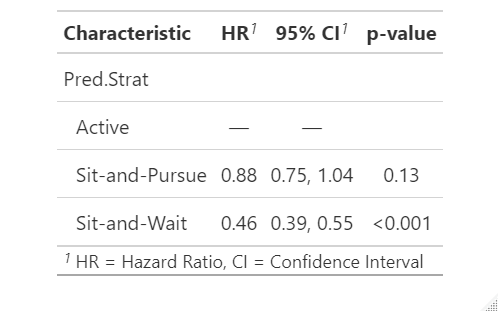 Characteristic HR1 95% CI1 p-value
Pred.Strat
Active — —
Sit-and-Pursue 0.88 0.75, 1.04 0.13
Sit-and-Wait 0.46 0.39, 0.55 <0.001
1 HR = Hazard Ratio, CI = Confidence Interval